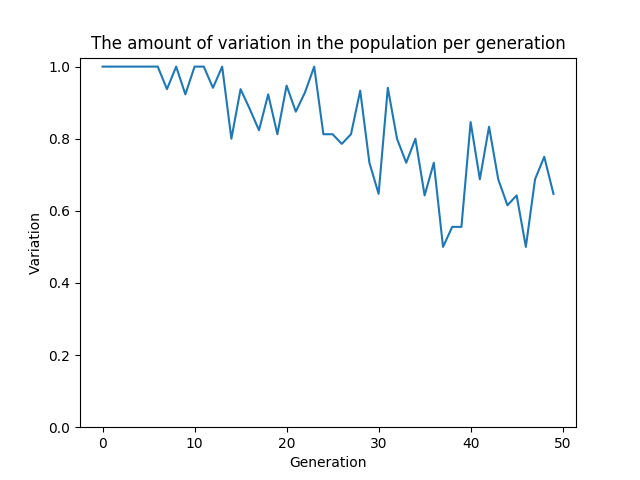 The amount of variation in the population per generation
1.0
0.8
0.6
0.4
0.2
0.0
Variation
0 10 20 30 40 50
Generation